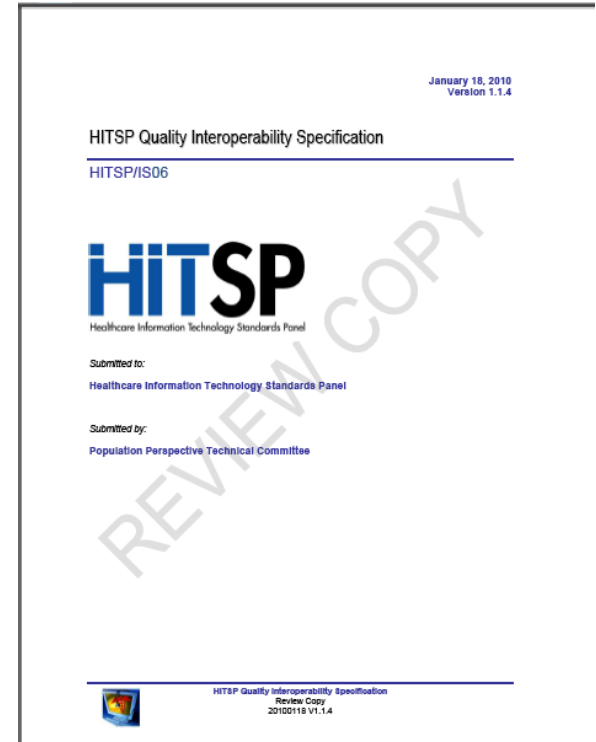 January 18, 2010
Version 1.1.4
HITSP Quality Interoperability Specification
HITSP/IS06
HITSP
Healthcare Information Technology Standards Panel
Submitted to:
Healthcare Information Technology Standards Panel
Submitted by:
Population Perspective Technical Committee
REVIEW COPY
HITSP Quality Interoperability Specification
Review Copy
20100118 V1.1.4